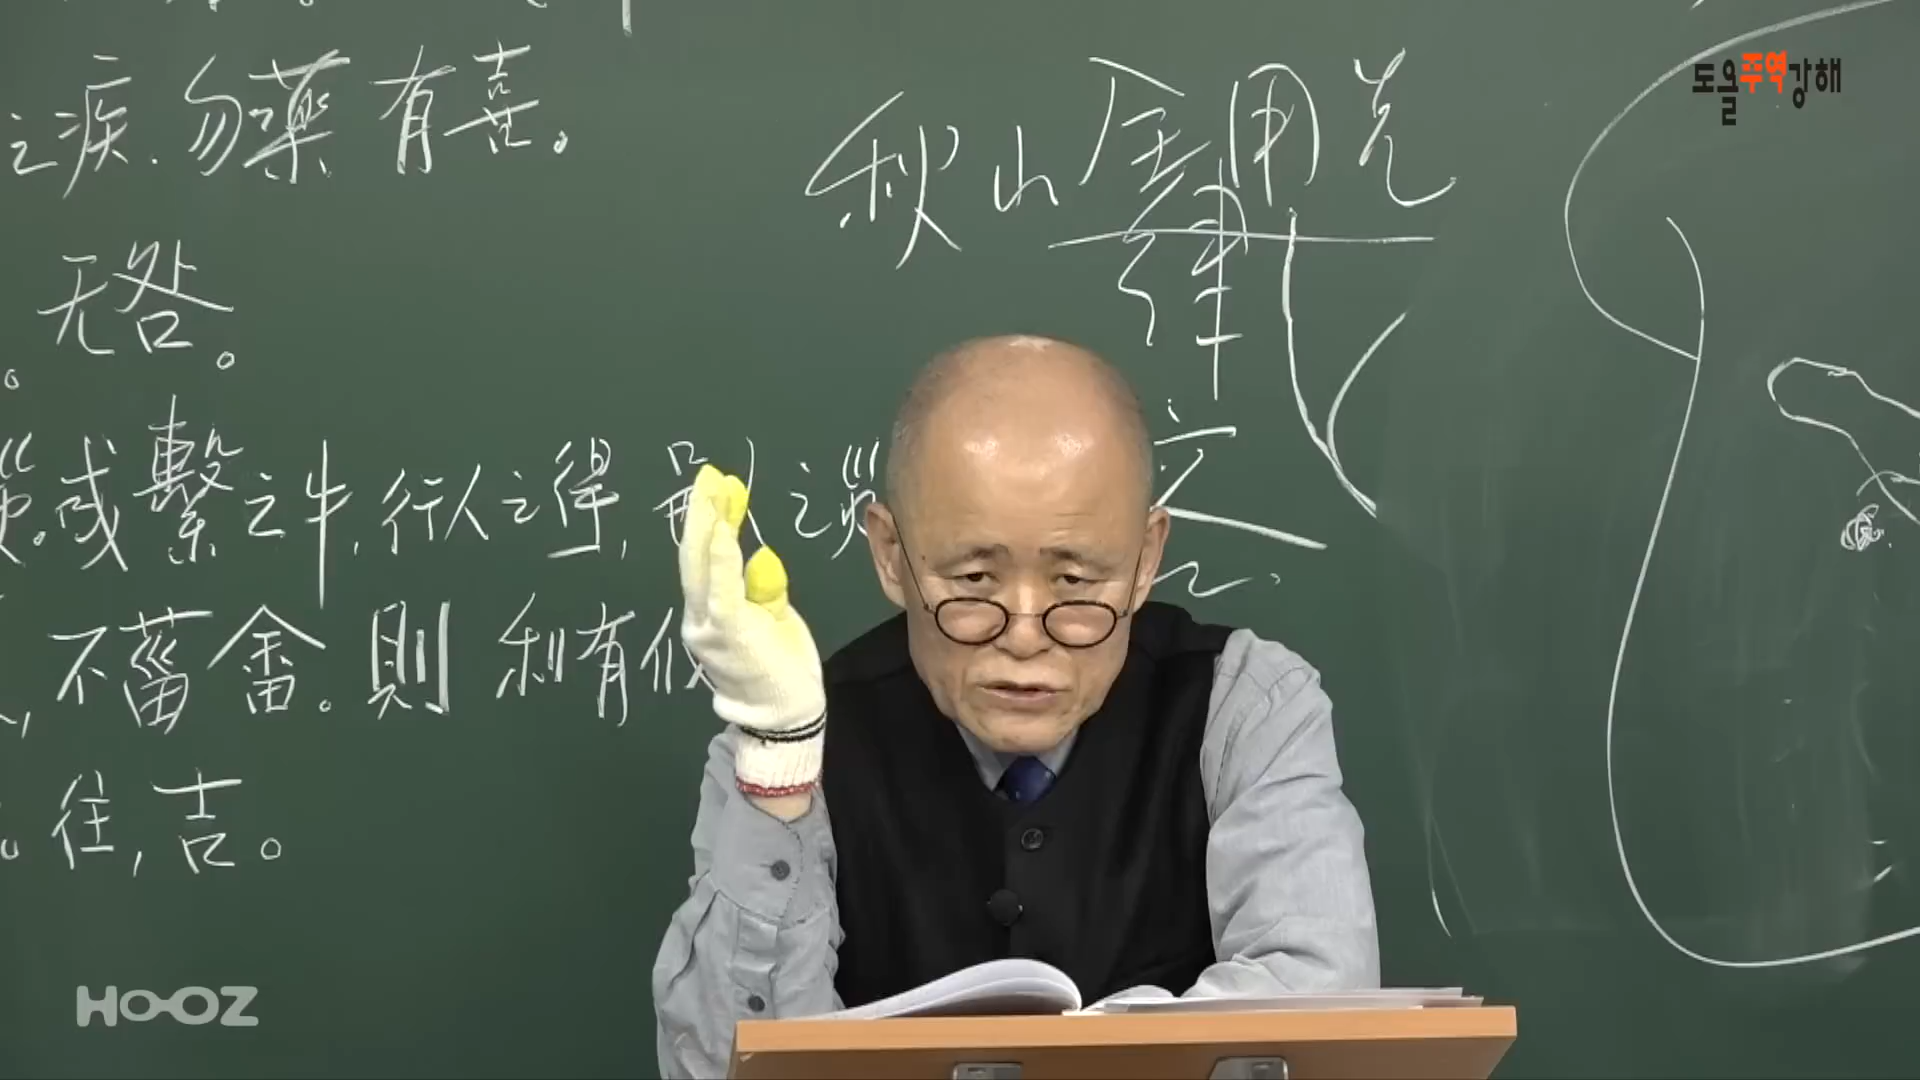 도올주역강해
之疾.勿藥有喜。
无咎。
災。或繫之牛,行人之得,邑人之災
不菑畬。則利有攸
往,吉。
秋山金用光
律
HOOZ